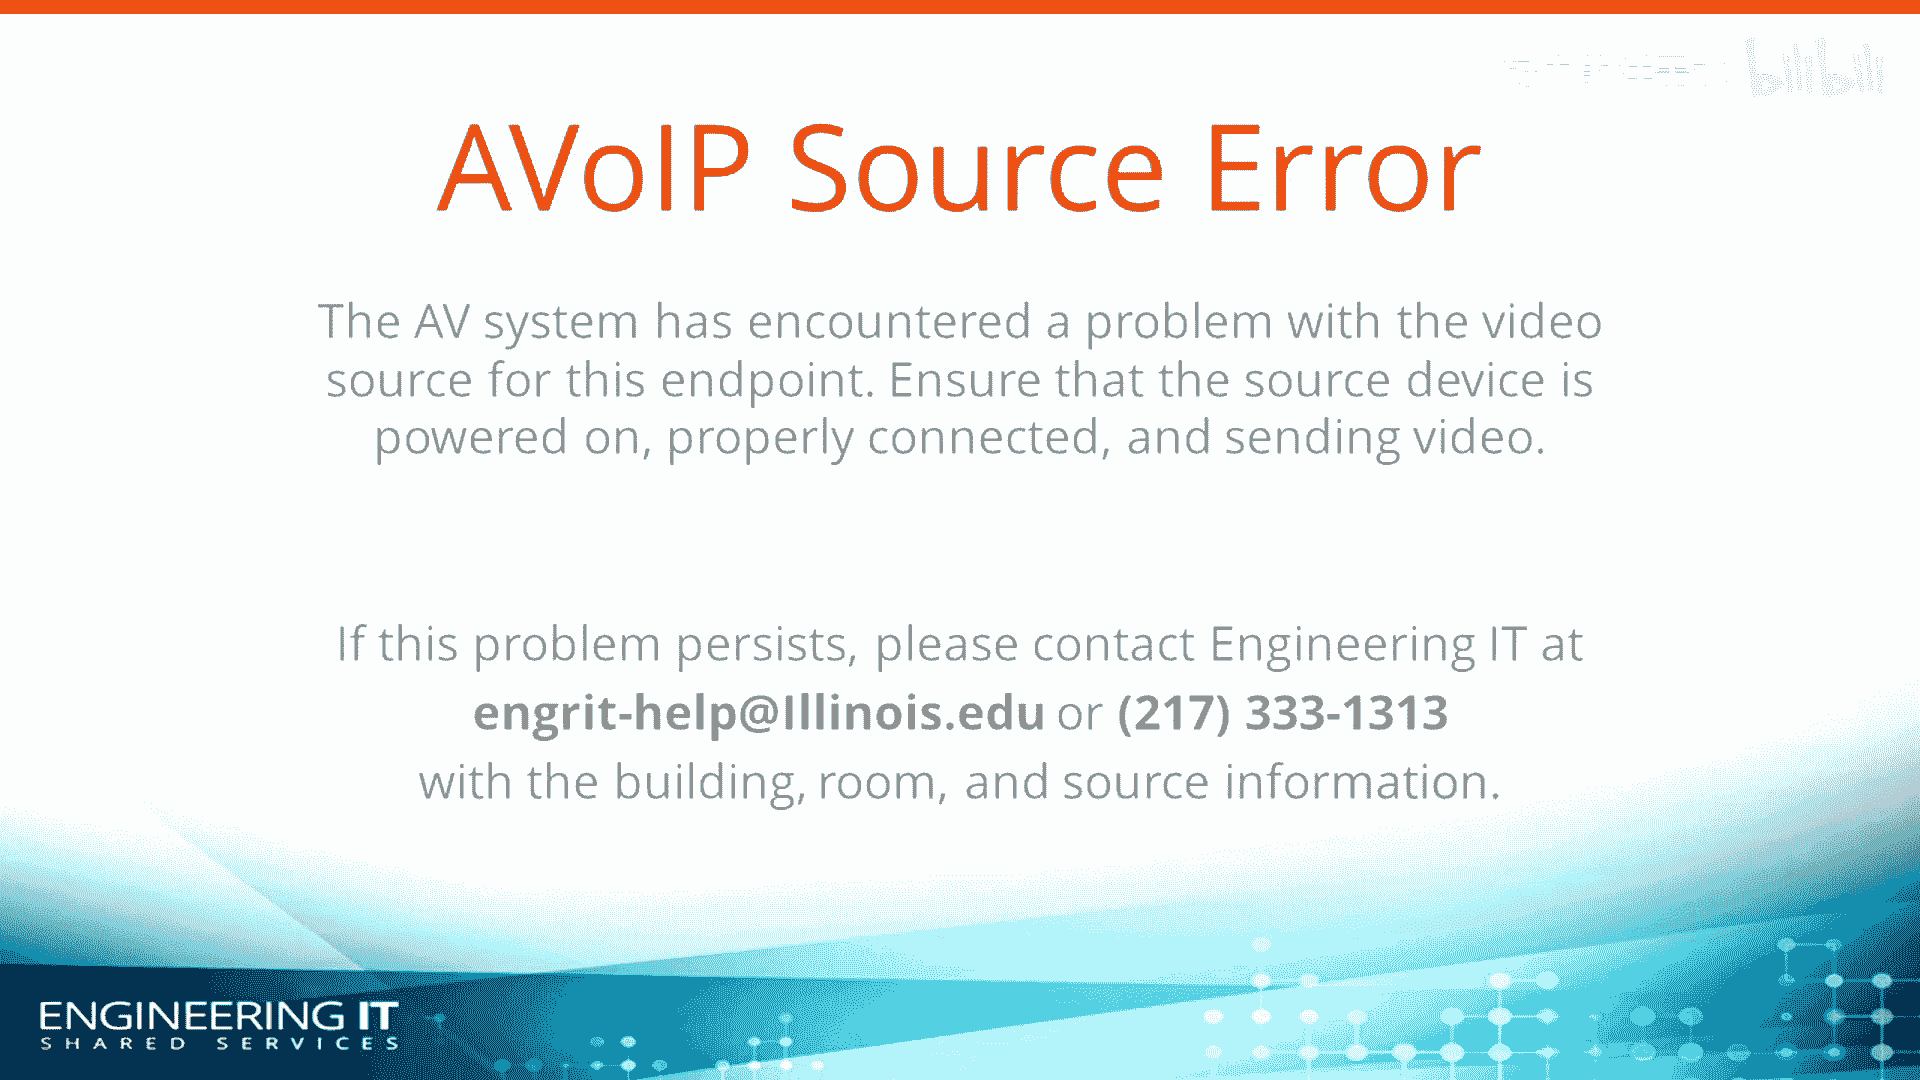 bilibili
AVoIP Source Error
The AV system has encountered a problem with the video
source for this endpoint. Ensure that the source device is
powered on, properly connected, and sending video.
If this problem persists, please contact Engineering IT at
engrit-help@Illinois.edu or (217) 333-1313
with the building, room, and source information.
ENGINEERING IT
SHARED SERVICES